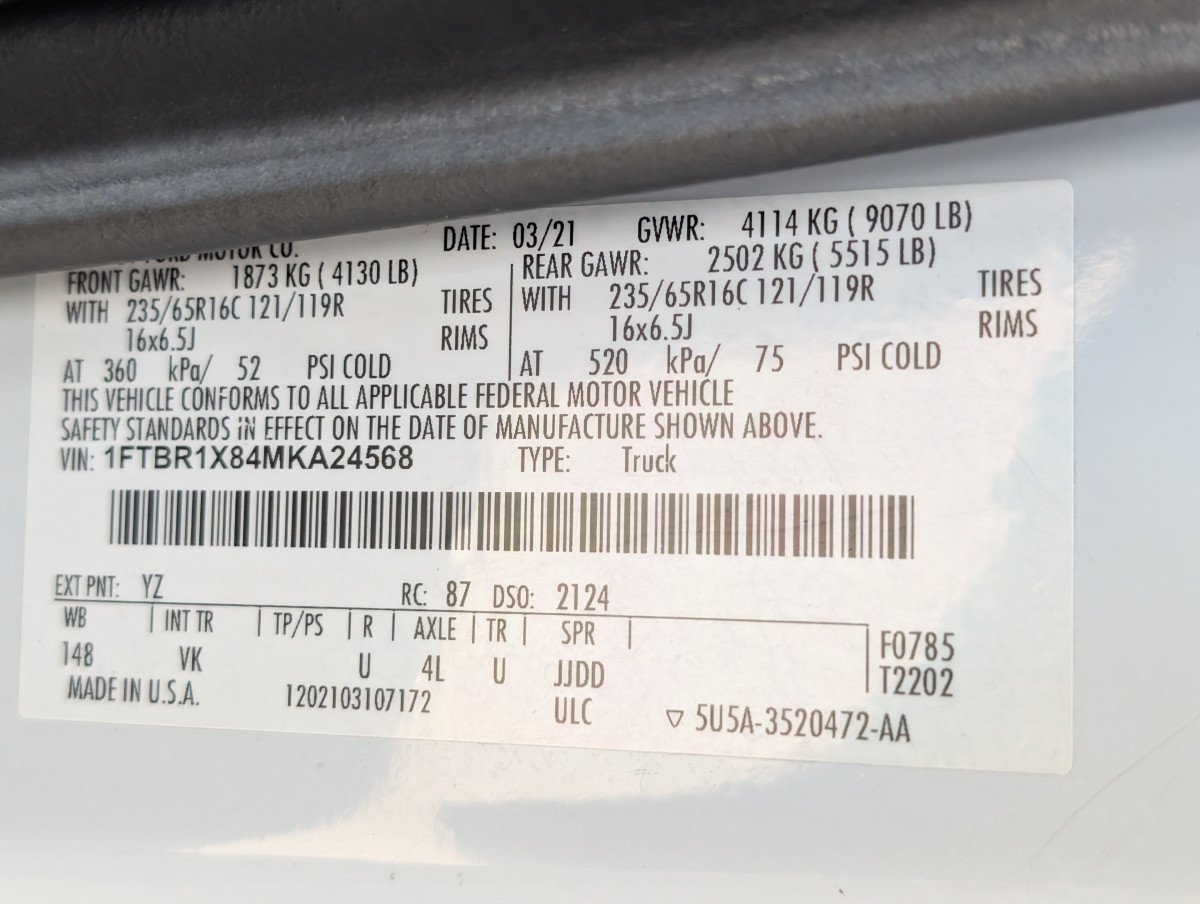 MOTOR CO.
DATE: 03/21 GVWR: 4114 KG ( 9070 LB)
FRONT GAWR: 1873 KG ( 4130 LB) REAR GAWR: 2502 KG ( 5515 LB)
WITH 235/65R16C 121/119R TIRES WITH 235/65R16C 121/119R TIRES
16x6.5J RIMS 16x6.5J RIMS
AT 360 kPa/ 52 PSI COLD AT 520 kPa/ 75 PSI COLD
THIS VEHICLE CONFORMS TO ALL APPLICABLE FEDERAL MOTOR VEHICLE
SAFETY STANDARDS IN EFFECT ON THE DATE OF MANUFACTURE SHOWN ABOVE.
VIN: 1FTBR1X84MKA24568 TYPE: Truck
EXT PNT: YZ RC: 87 DSO: 2124
WB INT TR TP/PS R AXLE TR SPR F0785
148 VK U 4L U JJDD T2202
MADE IN U.S.A. 1202103107172 ULC ▽ 5U5A-3520472-AA